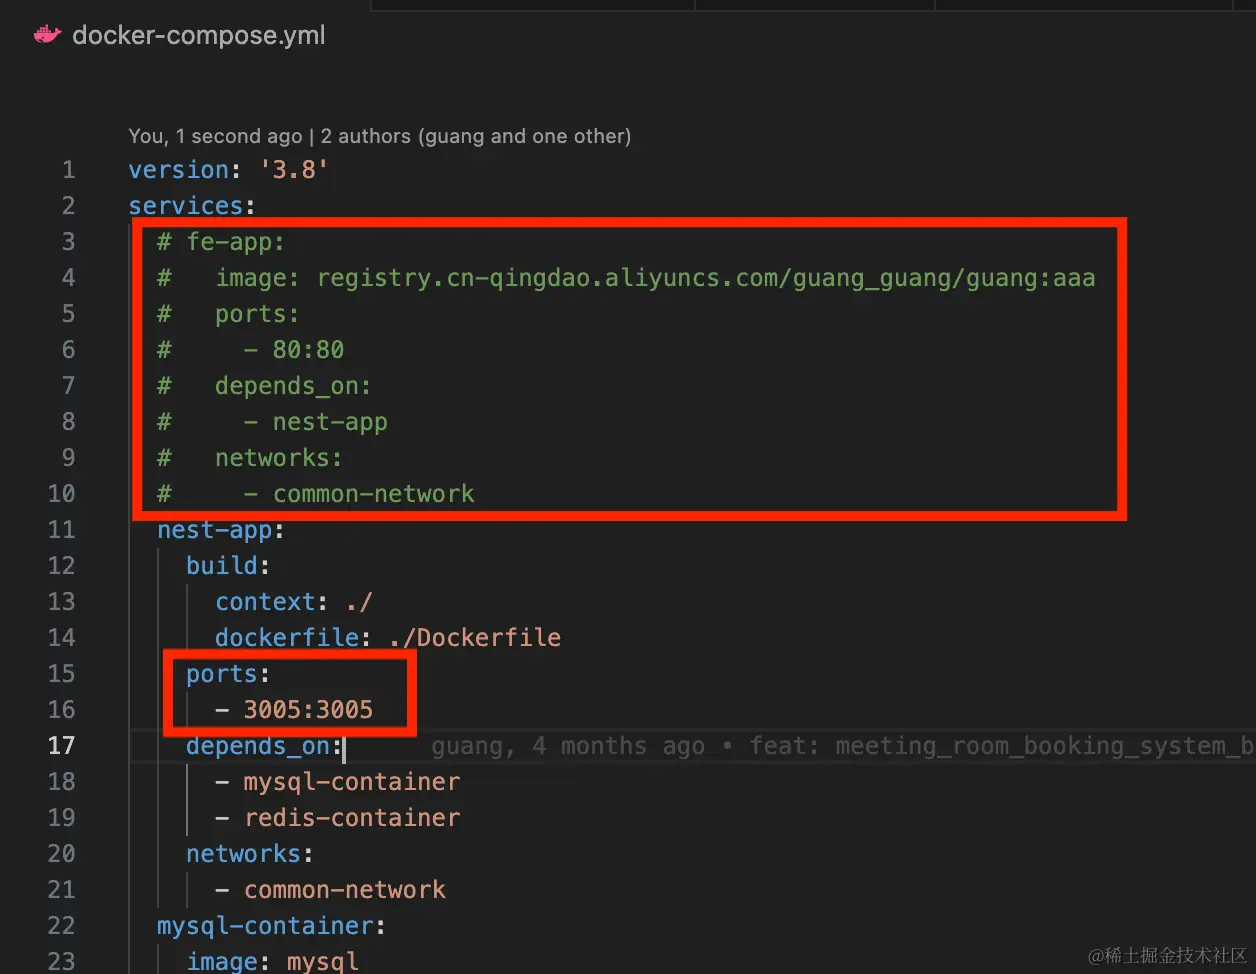 docker-compose.yml
You, 1 second ago | 2 authors (guang and one other)
1 version: '3.8'
2 services:
3 # fe-app:
4 #   image: registry.cn-qingdao.aliyuncs.com/guang_guang/guang:aaa
5 #   ports:
6 #     - 80:80
7 #   depends_on:
8 #     - nest-app
9 #   networks:
10 #     - common-network
11 nest-app:
12 build:
13 context: ./
14 dockerfile: ./Dockerfile
15 ports:
16 - 3005:3005
17 depends_on: guang, 4 months ago • feat: meeting_room_booking_system_b
18 - mysql-container
19 - redis-container
20 networks:
21 - common-network
22 mysql-container:
23 image: mysql
@稀土掘金技术社区